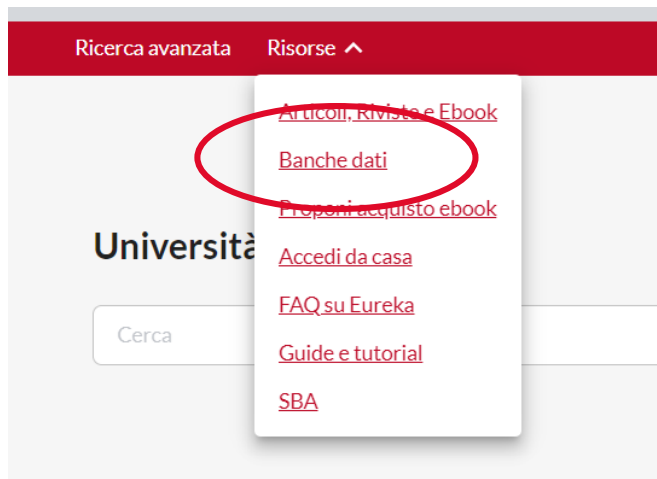 Ricerca avanzata Risorse
Articoli, Riviste e Ebook
Banche dati
Proponi acquisto ebook
Università
Accedi da casa
FAQ su Eureka
Cerca
Guide e tutorial
SBA